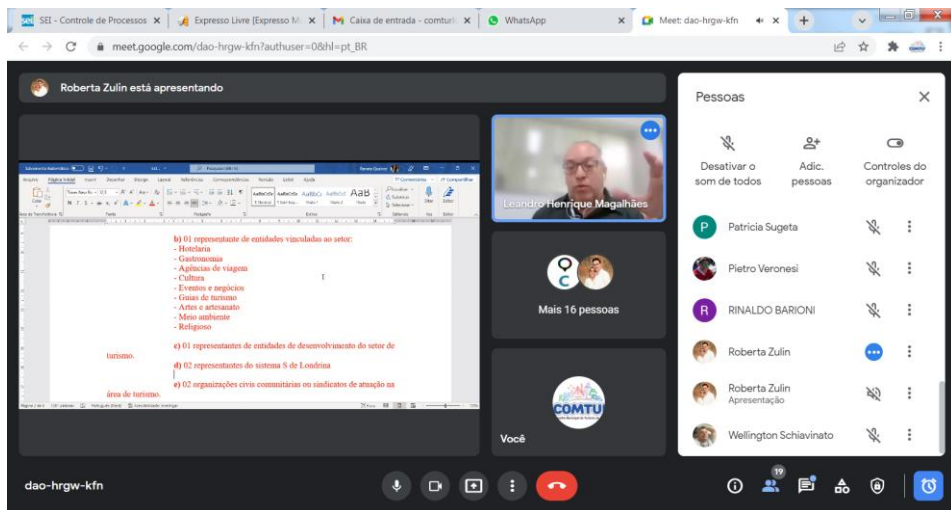 SEI - Controle de Processos
Expresso Livre [Expresso M
Caixa de entrada - comtur
WhatsApp
Meet: dao-hrgw-kfn
meet.google.com/dao-hrgw-kfn?authuser=0&hl=pt_BR
Roberta Zulin está apresentando
Pessoas
Desativar o som de todos
Adic. pessoas
Controles do organizador
b) 01 representante de entidades vinculadas ao setor:
- Hotelaria
- Gastronomia
- Agências de viagem
- Cultura
- Eventos e negócios
- Guias de turismo
- Artes e artesanato
- Meio ambiente
- Religioso
c) 01 representantes de entidades de desenvolvimento do setor de
turismo.
d) 02 representantes do sistema S de Londrina
e) 02 organizações civis comunitárias ou sindicatos de atuação na
área de turismo.
Leandro Henrique Magalhães
Q
C
Mais 16 pessoas
COMTU
Você
P
Patricia Sugeta
Pietro Veronesi
R
RINALDO BARIONI
Roberta Zulin
Roberta Zulin
Apresentação
Wellington Schiavinato
dao-hrgw-kfn
19